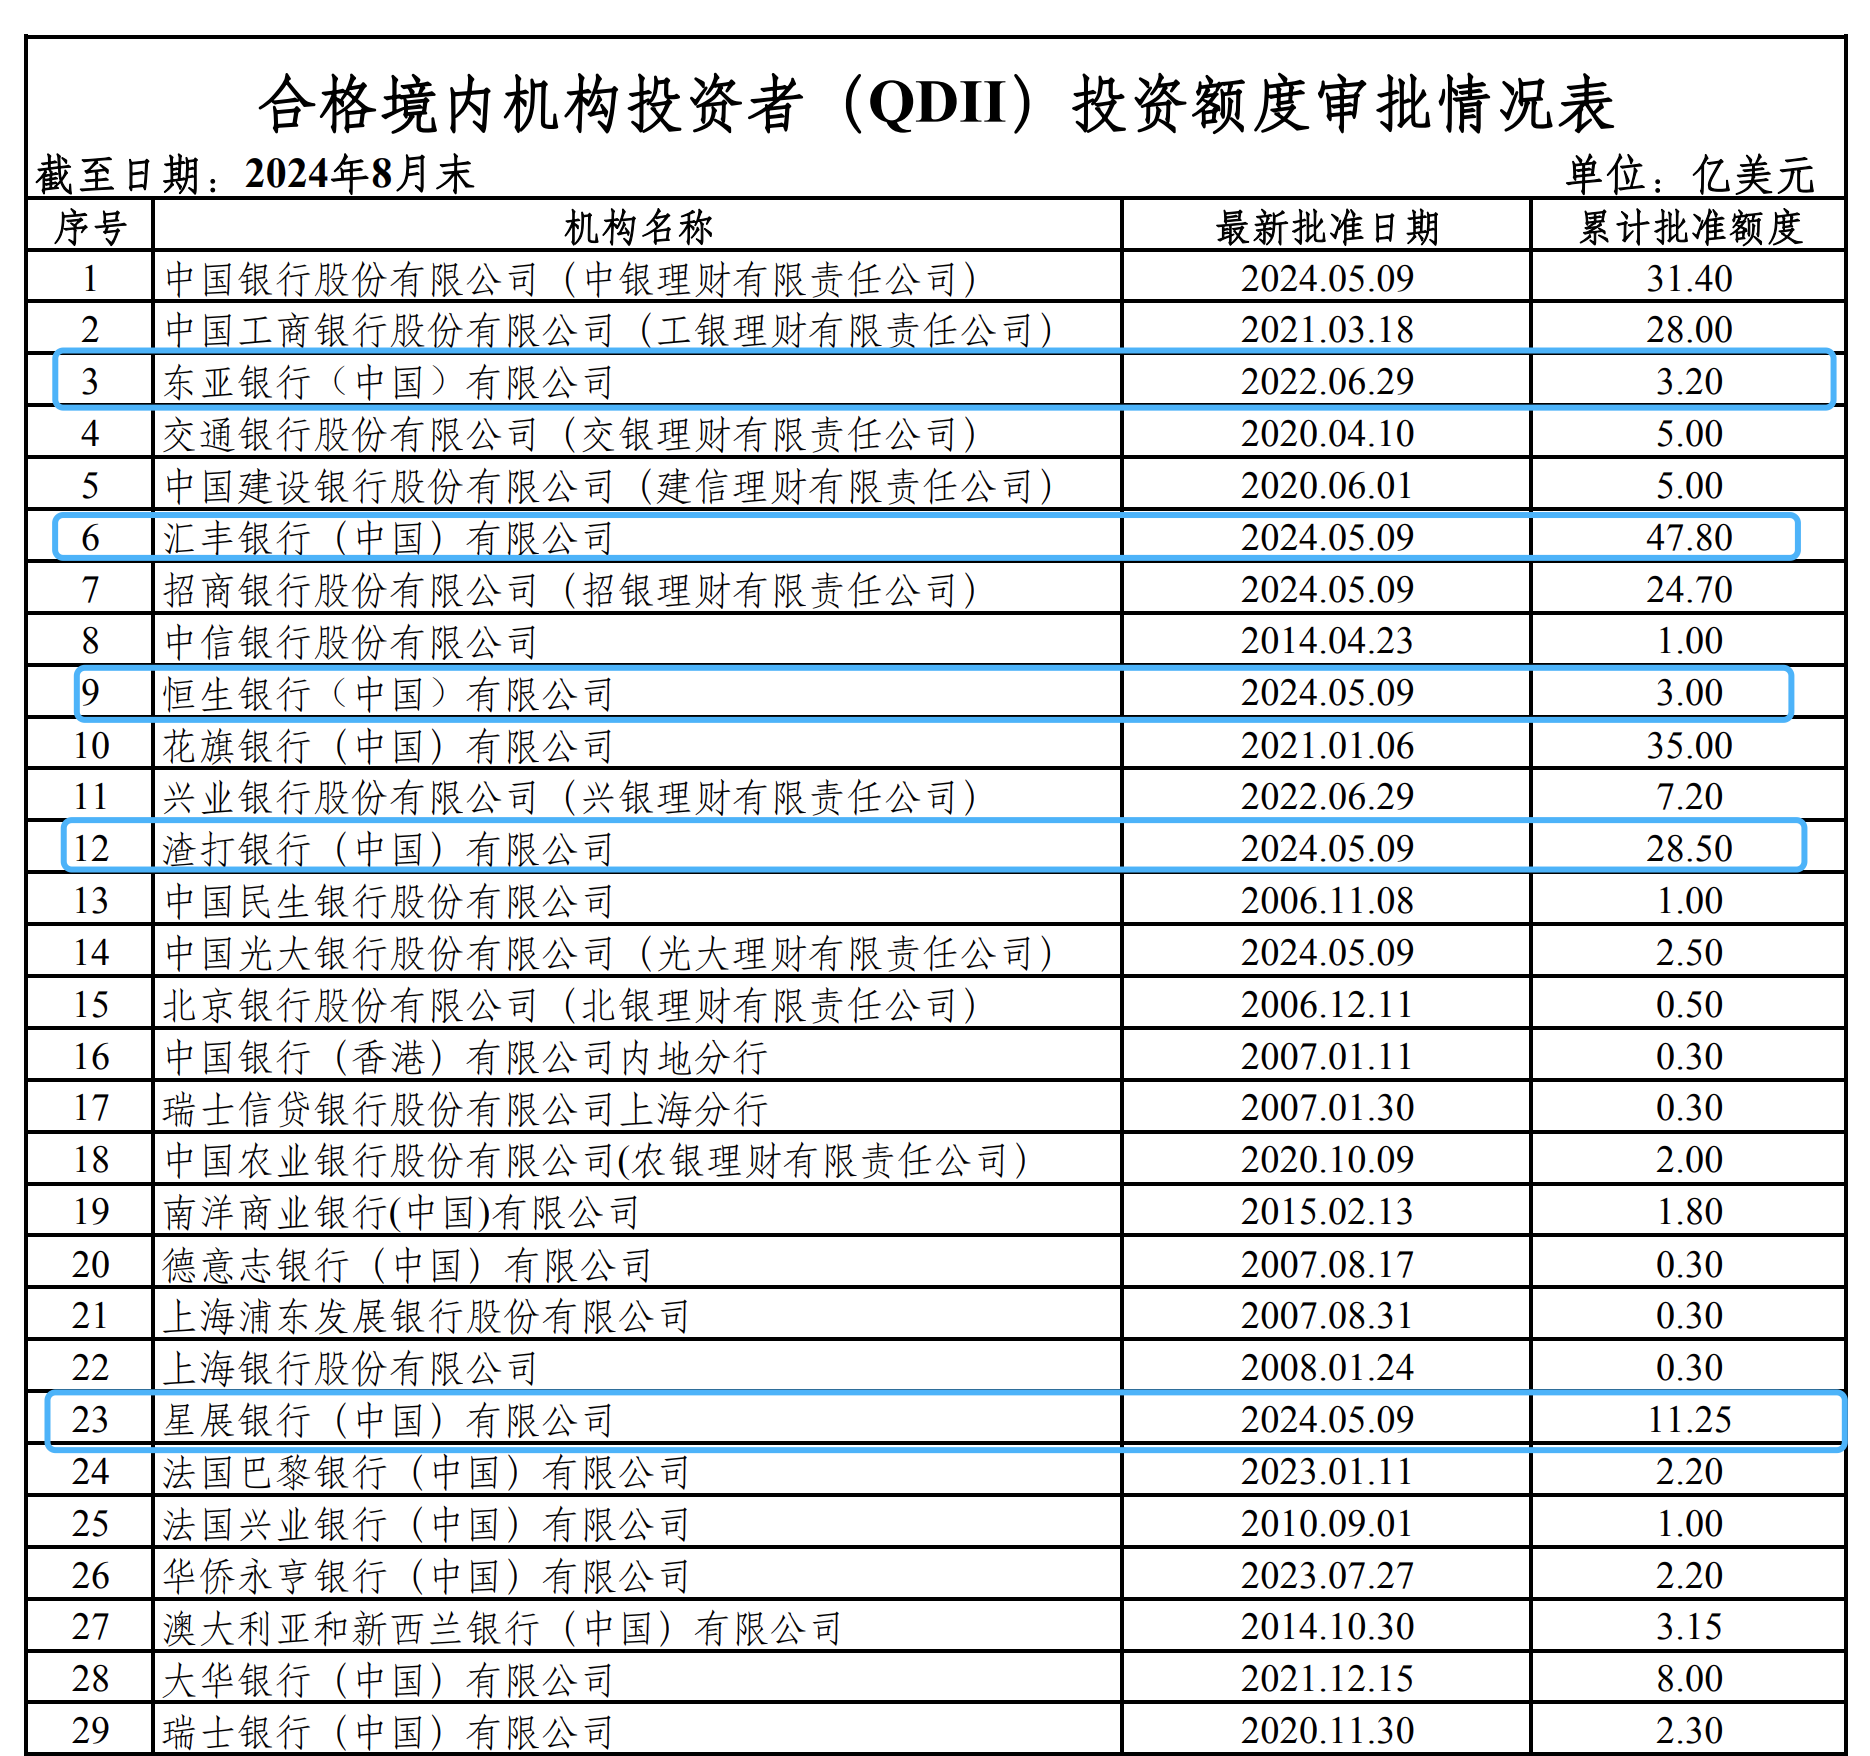 合格境内机构投资者（QDII）投资额度审批情况表
截至日期：2024年8月末 单位：亿美元
序号 机构名称 最新批准日期 累计批准额度
1 中国银行股份有限公司（中银理财有限责任公司） 2024.05.09 31.40
2 中国工商银行股份有限公司（工银理财有限责任公司） 2021.03.18 28.00
3 东亚银行（中国）有限公司 2022.06.29 3.20
4 交通银行股份有限公司（交银理财有限责任公司） 2020.04.10 5.00
5 中国建设银行股份有限公司（建信理财有限责任公司） 2020.06.01 5.00
6 汇丰银行（中国）有限公司 2024.05.09 47.80
7 招商银行股份有限公司（招银理财有限责任公司） 2024.05.09 24.70
8 中信银行股份有限公司 2014.04.23 1.00
9 恒生银行（中国）有限公司 2024.05.09 3.00
10 花旗银行（中国）有限公司 2021.01.06 35.00
11 兴业银行股份有限公司（兴银理财有限责任公司） 2022.06.29 7.20
12 渣打银行（中国）有限公司 2024.05.09 28.50
13 中国民生银行股份有限公司 2006.11.08 1.00
14 中国光大银行股份有限公司（光大理财有限责任公司） 2024.05.09 2.50
15 北京银行股份有限公司（北银理财有限责任公司） 2006.12.11 0.50
16 中国银行（香港）有限公司内地分行 2007.01.11 0.30
17 瑞士信贷银行股份有限公司上海分行 2007.01.30 0.30
18 中国农业银行股份有限公司(农银理财有限责任公司） 2020.10.09 2.00
19 南洋商业银行(中国)有限公司 2015.02.13 1.80
20 德意志银行（中国）有限公司 2007.08.17 0.30
21 上海浦东发展银行股份有限公司 2007.08.31 0.30
22 上海银行股份有限公司 2008.01.24 0.30
23 星展银行（中国）有限公司 2024.05.09 11.25
24 法国巴黎银行（中国）有限公司 2023.01.11 2.20
25 法国兴业银行（中国）有限公司 2010.09.01 1.00
26 华侨永亨银行（中国）有限公司 2023.07.27 2.20
27 澳大利亚和新西兰银行（中国）有限公司 2014.10.30 3.15
28 大华银行（中国）有限公司 2021.12.15 8.00
29 瑞士银行（中国）有限公司 2020.11.30 2.30